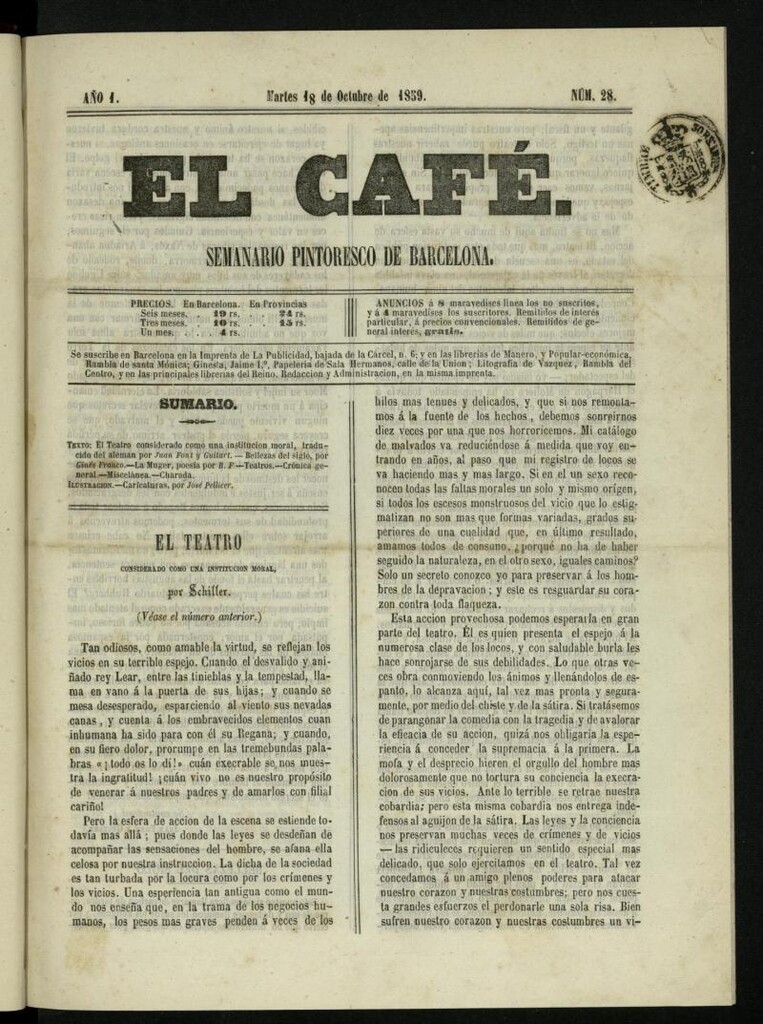 AÑO 1.
Martes 18 de Octubre de 1859.
NÚM. 28.
EL CAFÉ.
SEMANARIO PINTORESCO DE BARCELONA.
PRECIOS. En Barcelona. En Provincias
Seis meses. . 19 rs. . . 24 rs.
Tres meses. . 10 rs. . . 15 rs.
Un mes. . . . 4 rs.
ANUNCIOS á 8 maravedises linea los no suscritos,
y á 4 maravedises los suscritores. Remitidos de interés
particular, á precios convencionales. Remitidos de ge-
neral interés, gratis.
Se suscribe en Barcelona en la Imprenta de La Publicidad, bajada de la Cárcel, n. 6; y en las librerias de Manero, y Popular-económica,
Rambla de santa Mónica; Ginesta, Jaime I.º, Papeleria de Sala Hermanos, calle de la Union; Litografia de Vazquez, Rambla del
Centro, y en las principales librerias del Reino. Redaccion y Administracion, en la misma imprenta.
SUMARIO.
TEXTO: El Teatro considerado como una institucion moral, tradu-
cido del aleman por Juan Font y Guitart. — Bellezas del siglo, por
Ginés Franzo.—La Muger, poesia por R. F.—Teatros.—Crónica ge-
neral.—Miscelánea.—Charada.
ILUSTRACION.—Caricaturas, por José Pellicer.
EL TEATRO
CONSIDERADO COMO UNA INSTITUCION MORAL,
por Schiller.
(Véase el número anterior.)
Tan odiosos, como amable la virtud, se reflejan los
vicios en su terrible espejo. Cuando el desvalido y ani-
ñado rey Lear, entre las tinieblas y la tempestad, lla-
ma en vano á la puerta de sus hijas; y cuando se
mesa desesperado, esparciendo al viento sus nevadas
canas, y cuenta á los embravecidos elementos cuan
inhumana ha sido para con él su Regana; y cuando,
en su fiero dolor, prorumpe en las tremebundas pala-
bras «¡todo os lo dí!» cuán execrable se nos mues-
tra la ingratitud! ¡cuán vivo no es nuestro propósito
de venerar á nuestros padres y de amarlos con filial
cariño!
Pero la esfera de accion de la escena se estiende to-
davía mas allá; pues donde las leyes se desdeñan de
acompañar las sensaciones del hombre, se afana ella
celosa por nuestra instruccion. La dicha de la sociedad
es tan turbada por la locura como por los crímenes y
los vicios. Una esperiencia tan antigua como el mun-
do nos enseña que, en la trama de los negocios hu-
manos, los pesos mas graves penden á veces de los
hilos mas tenues y delicados, y que si nos remonta-
mos á la fuente de los hechos, debemos sonreirnos
diez veces por una que nos horroricemos. Mi catálogo
de malvados va reduciéndose á medida que voy en-
trando en años, al paso que mi registro de locos se
va haciendo mas y mas largo. Si en el un sexo reco-
nocen todas las faltas morales un solo y mismo orígen,
si todos los escesos monstruosos del vicio que lo estig-
matizan no son mas que formas variadas, grados su-
periores de una cualidad que, en último resultado,
amamos todos de consuno, ¿porqué no ha de haber
seguido la naturaleza, en el otro sexo, iguales caminos?
Solo un secreto conozco yo para preservar á los hom-
bres de la depravacion; y este es resguardar su cora-
zon contra toda flaqueza.
Esta accion provechosa podemos esperarla en gran
parte del teatro. Él es quien presenta el espejo á la
numerosa clase de los locos, y con saludable burla les
hace sonrojarse de sus debilidades. Lo que otras ve-
ces obra conmoviendo los ánimos y llenándolos de es-
panto, lo alcanza aquí, tal vez mas pronta y segura-
mente, por medio del chiste y de la sátira. Si tratásemos
de parangonar la comedia con la tragedia y de avalorar
la eficacia de su accion, quizá nos obligaria la espe-
riencia á conceder la supremacía á la primera. La
mofa y el desprecio hieren el orgullo del hombre mas
dolorosamente que no tortura su conciencia la execra-
cion de sus vicios. Ante lo terrible se retrae nuestra
cobardia; pero esta misma cobardia nos entrega inde-
fensos al aguijon de la sátira. Las leyes y la conciencia
nos preservan muchas veces de crímenes y de vicios
—las ridiculeces requieren un sentido especial mas
delicado, que solo ejercitamos en el teatro. Tal vez
concedamos á un amigo plenos poderes para atacar
nuestro corazon y nuestras costumbres; pero nos cues-
ta grandes esfuerzos el perdonarle una sola risa. Bien
sufren nuestro corazon y nuestras costumbres un vi-